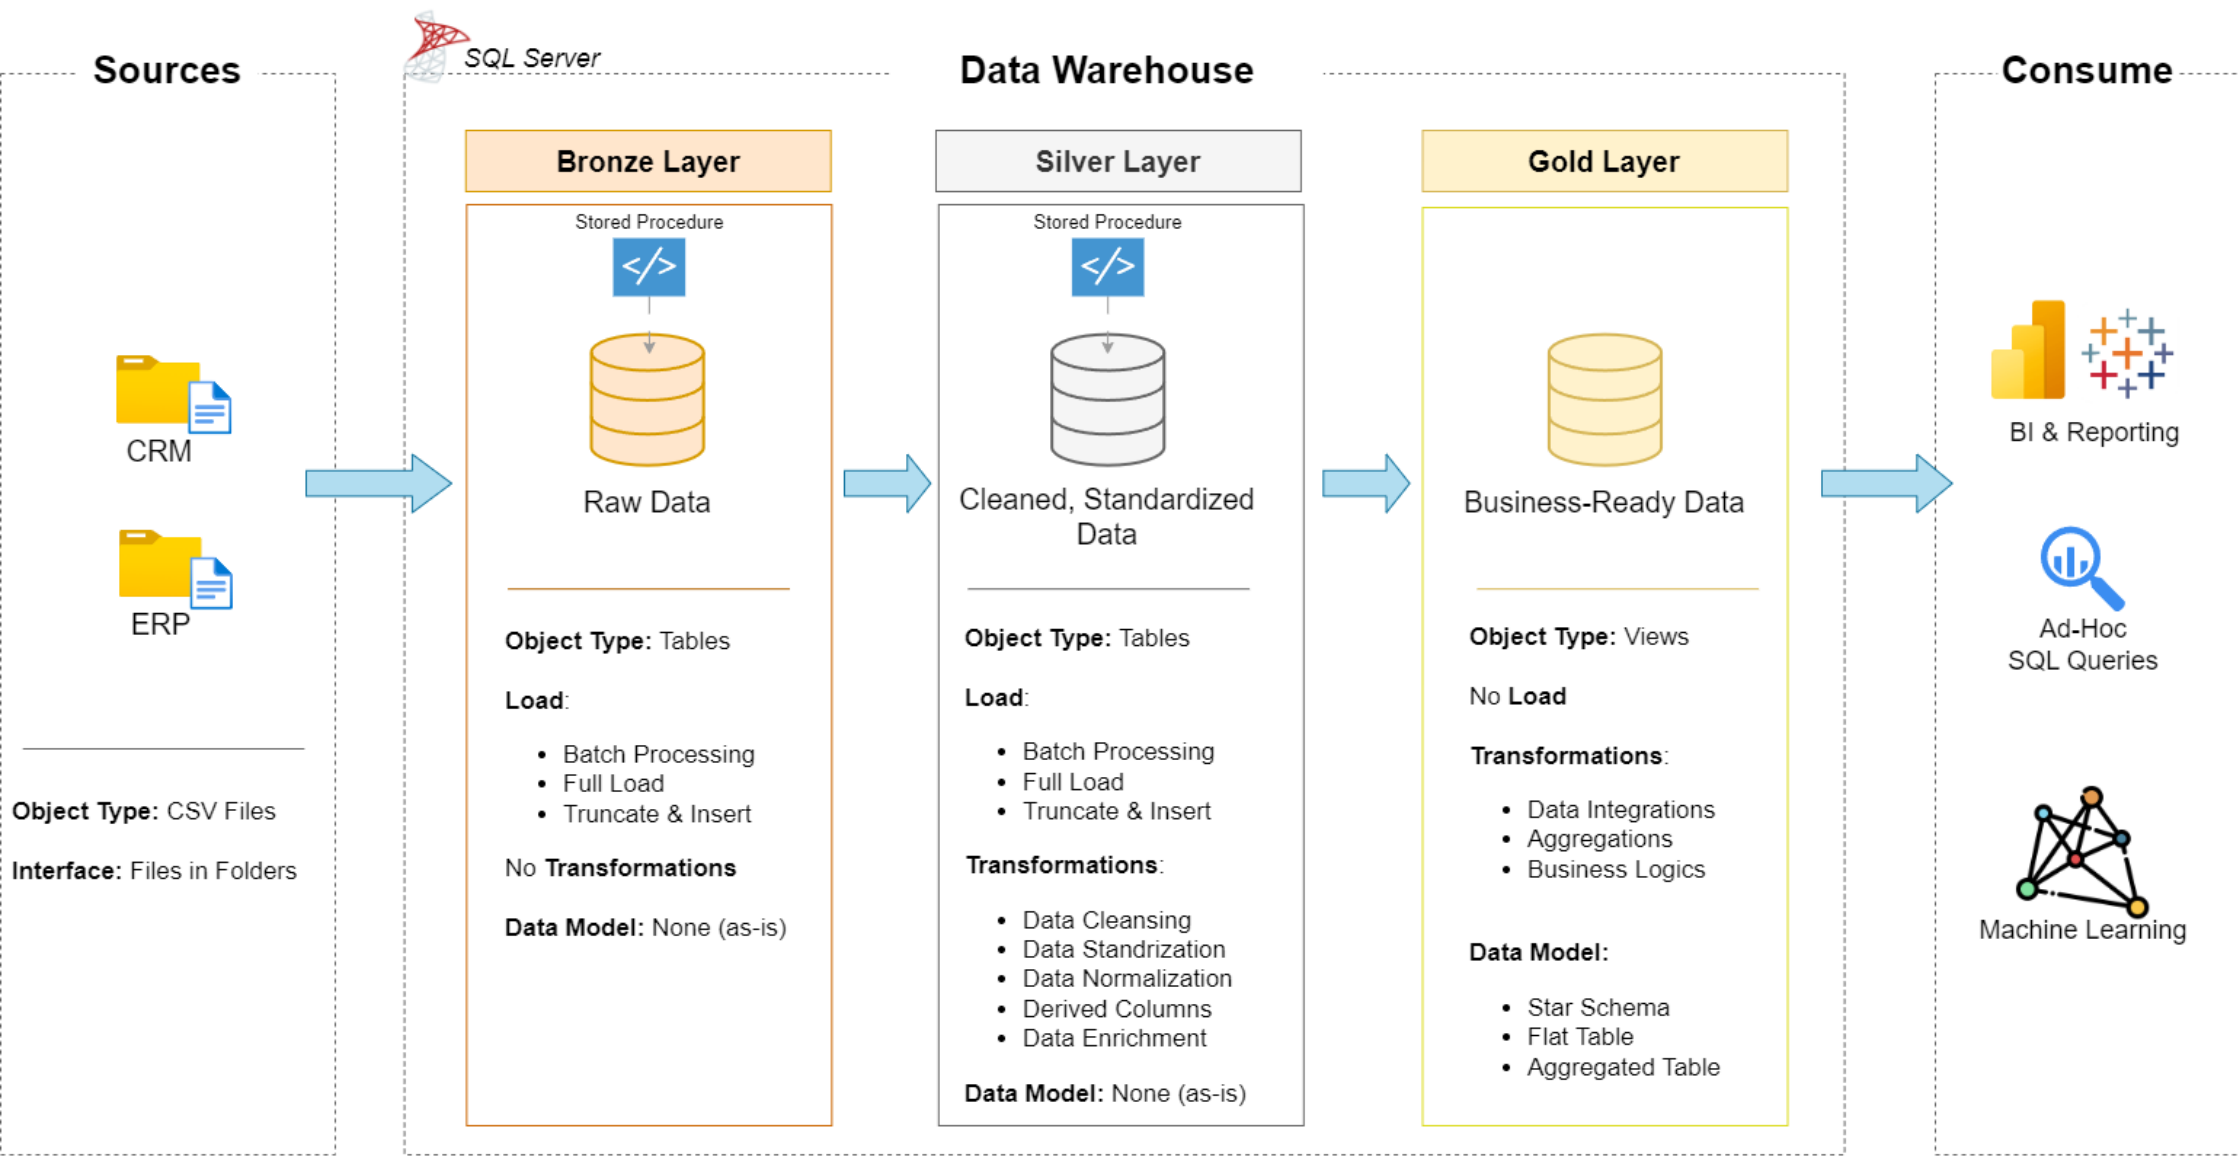 Sources
CRM
ERP
Object Type: CSV Files
Interface: Files in Folders
SQL Server
Data Warehouse
Bronze Layer
Stored Procedure
</>
Raw Data
Object Type: Tables
Load:
• Batch Processing
• Full Load
• Truncate & Insert
No Transformations
Data Model: None (as-is)
Silver Layer
Stored Procedure
</>
Cleaned, Standardized
Data
Object Type: Tables
Load:
• Batch Processing
• Full Load
• Truncate & Insert
Transformations:
• Data Cleansing
• Data Standrization
• Data Normalization
• Derived Columns
• Data Enrichment
Data Model: None (as-is)
Gold Layer
Business-Ready Data
Object Type: Views
No Load
Transformations:
• Data Integrations
• Aggregations
• Business Logics
Data Model:
• Star Schema
• Flat Table
• Aggregated Table
Consume
BI & Reporting
Ad-Hoc
SQL Queries
Machine Learning